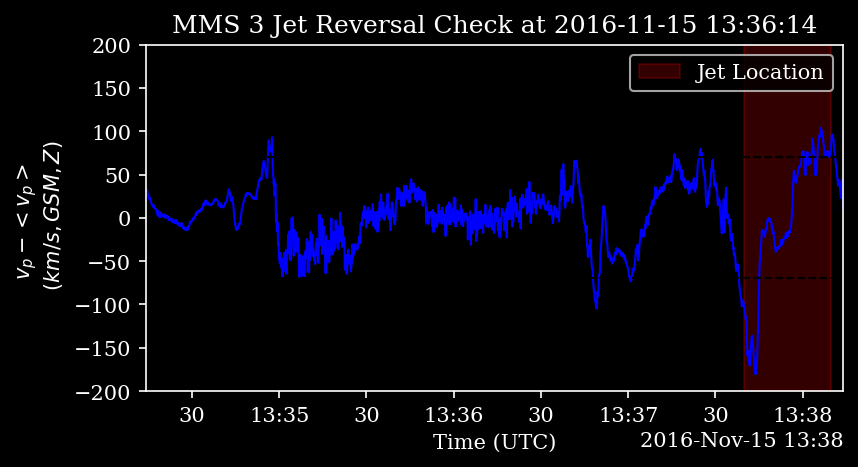 MMS 3 Jet Reversal Check at 2016-11-15 13:36:14
Jet Location
200
150
100
50
0
−50
−100
−150
−200
v_p − < v_p >
(km/s, GSM, Z)
30 13:35 30 13:36 30 13:37 30 13:38
Time (UTC)
2016-Nov-15 13:38